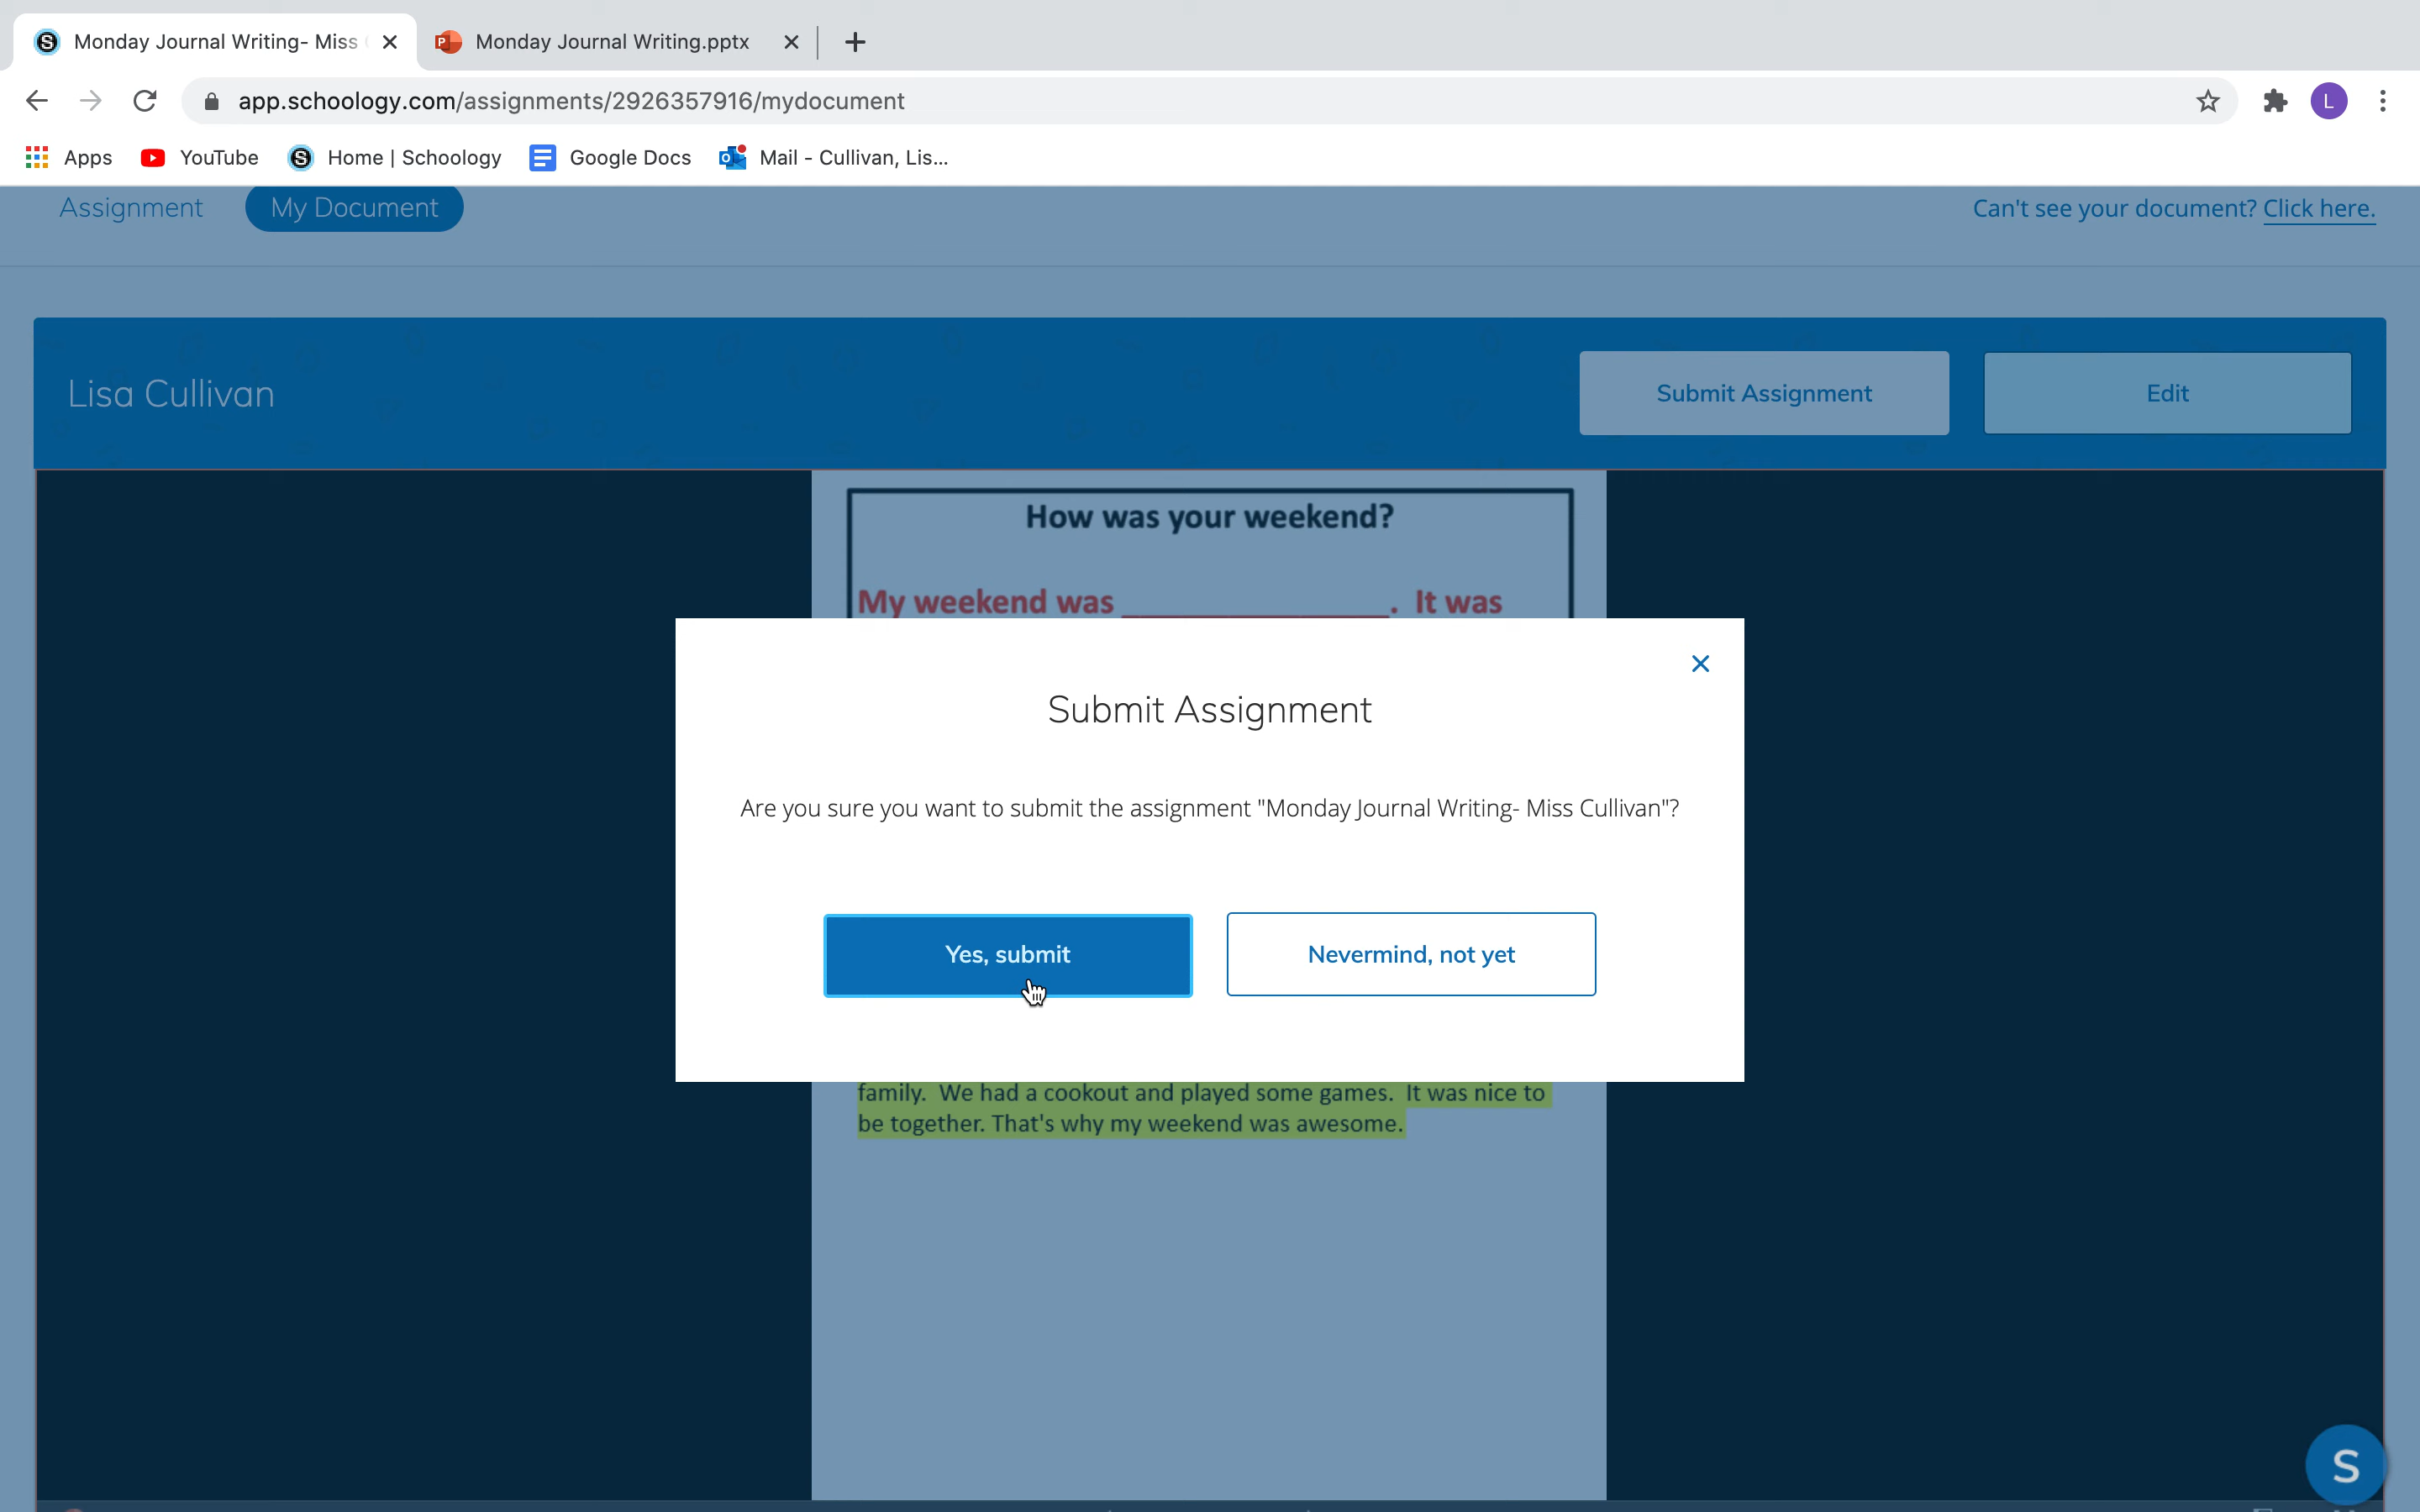 Monday Journal Writing- Miss
Monday Journal Writing.pptx
app.schoology.com/assignments/2926357916/mydocument
L
Apps
YouTube
Home | Schoology
Google Docs
Mail - Cullivan, Lis...
Assignment
My Document
Can't see your document? Click here.
Lisa Cullivan
Submit Assignment
Edit
How was your weekend?
My weekend was ________________. It was
Submit Assignment
Are you sure you want to submit the assignment "Monday Journal Writing- Miss Cullivan"?
Yes, submit
Nevermind, not yet
family. We had a cookout and played some games. It was nice to
be together. That's why my weekend was awesome.
S